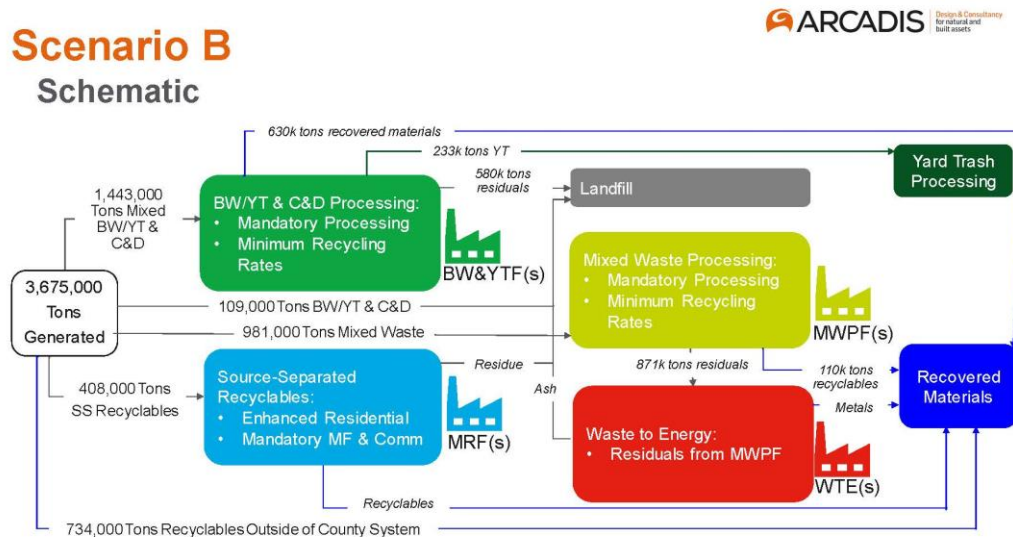 ARCADIS
Design & Consultancy
for natural and
built assets
Scenario B
Schematic
630k tons recovered materials
233k tons YT
Yard Trash
Processing
580k tons
residuals
Landfill
1,443,000
Tons Mixed
BW/YT &
C&D
BW/YT & C&D Processing:
• Mandatory Processing
• Minimum Recycling
Rates
BW&YTF(s)
Mixed Waste Processing:
• Mandatory Processing
• Minimum Recycling
Rates
MWPF(s)
3,675,000
Tons
Generated
109,000 Tons BW/YT & C&D
981,000 Tons Mixed Waste
408,000 Tons
SS Recyclables
Source-Separated
Recyclables:
• Enhanced Residential
• Mandatory MF & Comm
MRF(s)
Residue
Ash
871k tons residuals
110k tons
recyclables
Metals
Recovered
Materials
Waste to Energy:
• Residuals from MWPF
WTE(s)
Recyclables
734,000 Tons Recyclables Outside of County System